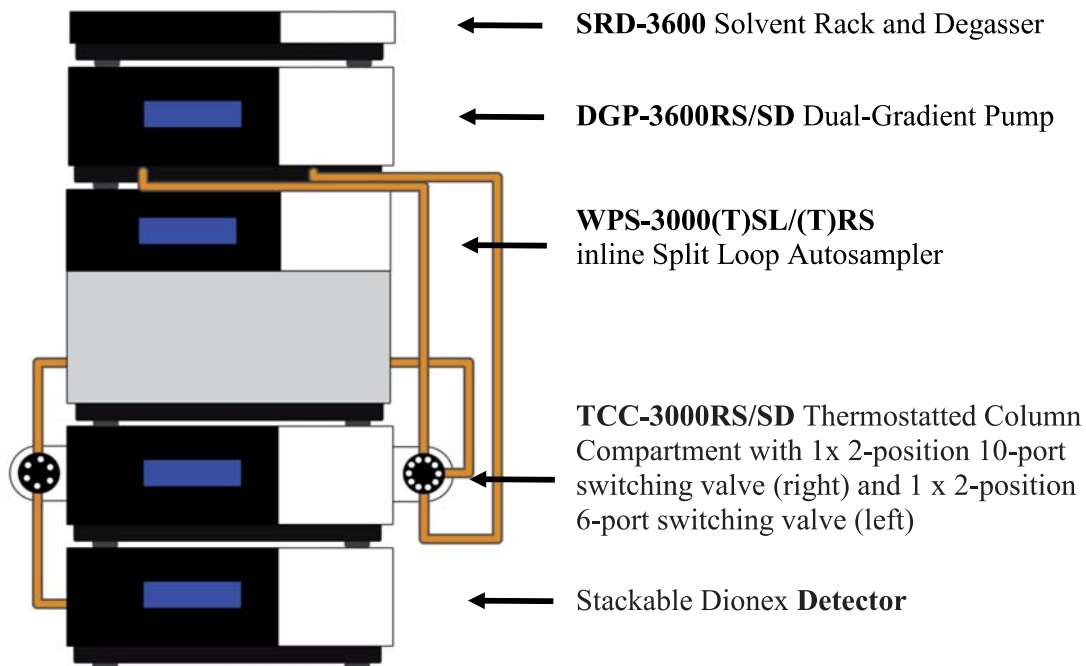 SRD-3600 Solvent Rack and Degasser
DGP-3600RS/SD Dual-Gradient Pump
WPS-3000(T)SL/(T)RS
inline Split Loop Autosampler
TCC-3000RS/SD Thermostatted Column
Compartment with 1x 2-position 10-port
switching valve (right) and 1 x 2-position
6-port switching valve (left)
Stackable Dionex Detector